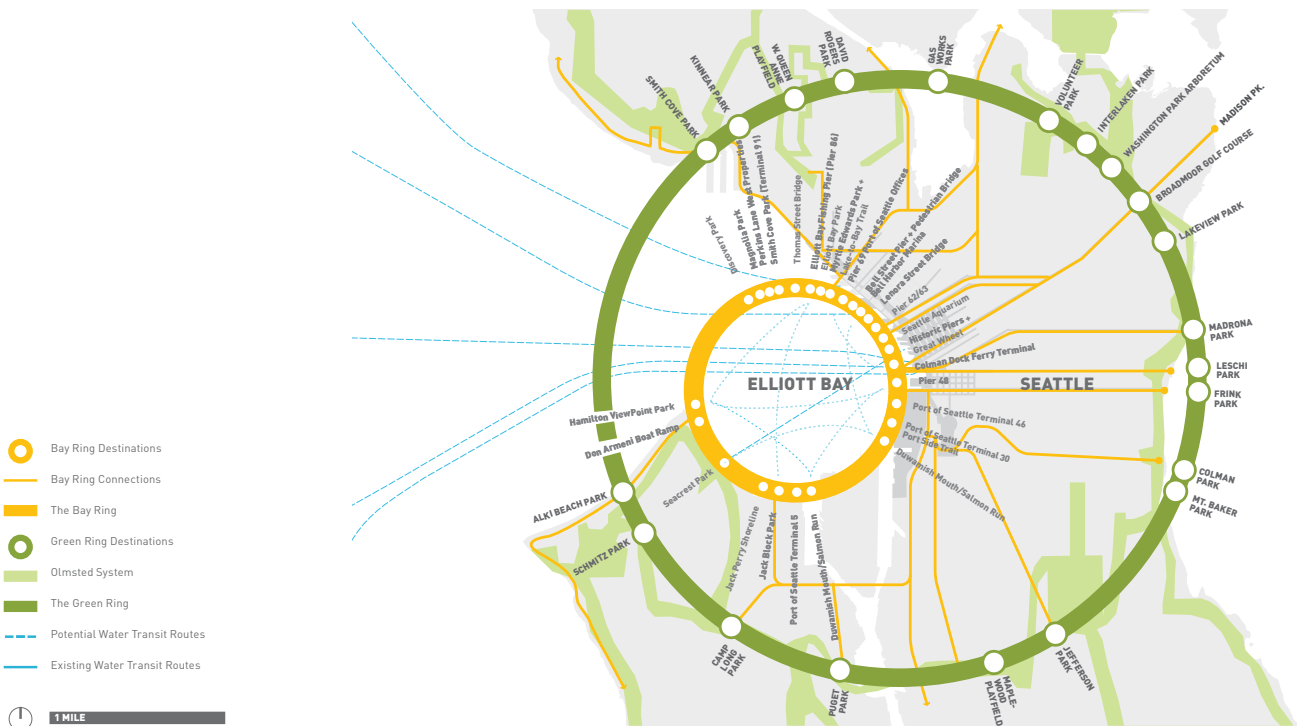 SMITH COVE PARK
KINNEAR PARK
W. QUEEN
ANNE
PLAYFIELD
DAVID
ROGERS
PARK
GAS
WORKS
PARK
VOLUNTEER
PARK
INTERLAKEN PARK
WASHINGTON PARK ARBORETUM
MADISON PK.
BROADMOOR GOLF COURSE
LAKEVIEW PARK
MADRONA
PARK
LESCHI
PARK
FRINK
PARK
COLMAN
PARK
MT. BAKER
PARK
JEFFERSON
PARK
MAPLE-
WOOD
PLAYFIELD
PUGET
PARK
CAMP
LONG
PARK
SCHMITZ PARK
ALKI BEACH PARK
Discovery Park
Magnolia Park
Perkins Lane West Properties
Smith Cove Park (Terminal 91)
Thomas Street Bridge
Elliott Bay Fishing Pier (Pier 86)
Elliott Bay Park
Myrtle Edwards Park +
Lake-to-Bay Trail
Pier 69 Port of Seattle Offices
Bell Street Pier + Pedestrian Bridge
Bell Harbor Marina
Lenora Street Bridge
Pier 62/63
Seattle Aquarium
Historic Piers +
Great Wheel
Colman Dock Ferry Terminal
Pier 48
ELLIOTT BAY
SEATTLE
Port of Seattle Terminal 46
Port of Seattle Terminal 30
Port Side Trail
Duwamish Mouth/Salmon Run
Duwamish Mouth/Salmon Run
Port of Seattle Terminal 5
Jack Block Park
Jack Perry Shoreline
Seacrest Park
Don Armeni Boat Ramp
Hamilton ViewPoint Park
Bay Ring Destinations
Bay Ring Connections
The Bay Ring
Green Ring Destinations
Olmsted System
The Green Ring
Potential Water Transit Routes
Existing Water Transit Routes
1 MILE